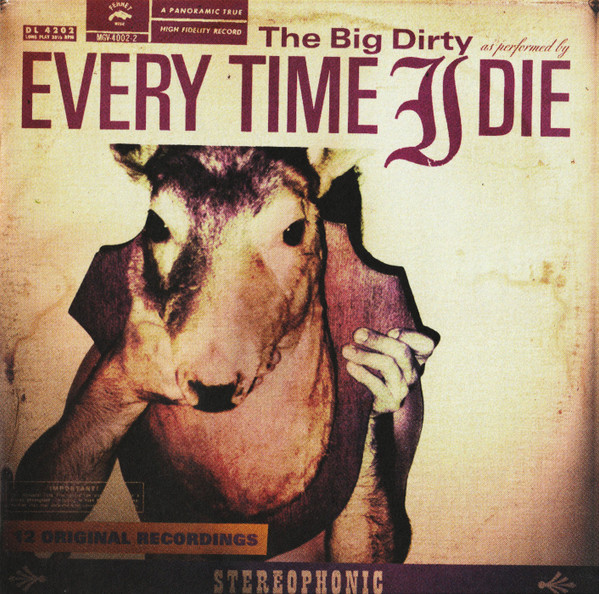 DL 4202
LONG PLAY 33⅓ RPM
FERRET
MGV-4002-2
A PANORAMIC TRUE
HIGH FIDELITY RECORD
The Big Dirty as performed by
EVERY TIME I DIE
IMPORTANT!
12 ORIGINAL RECORDINGS
STEREOPHONIC